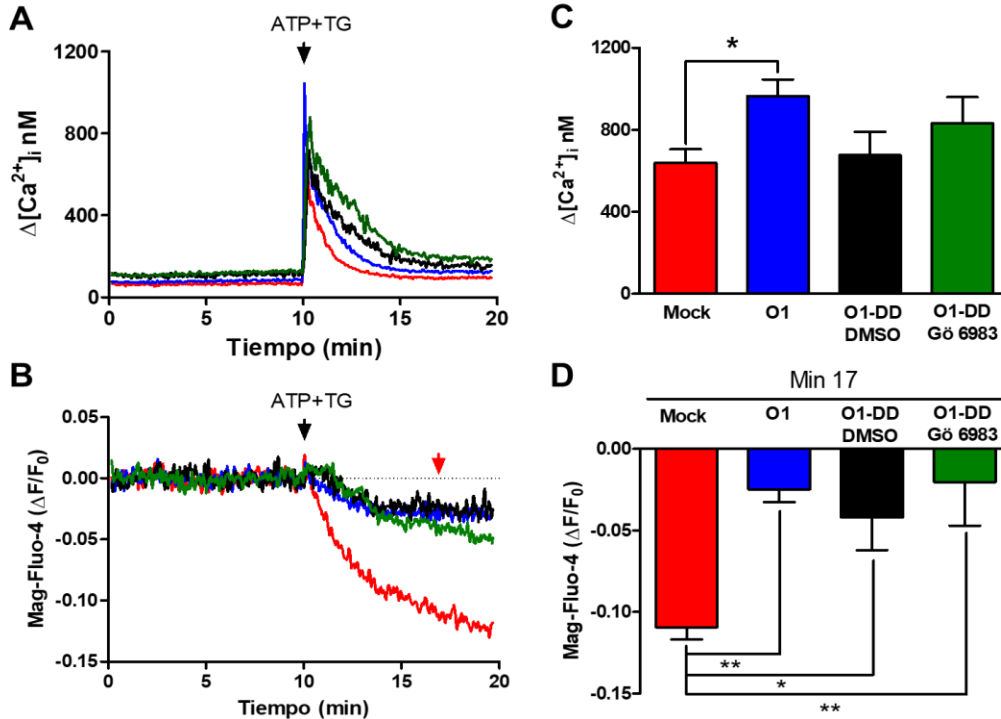 A
ATP+TG
Δ[Ca²⁺]ᵢ nM
1200
800
400
0
0 5 10 15 20
Tiempo (min)
B
ATP+TG
Mag-Fluo-4 (ΔF/F₀)
0.05
0.00
-0.05
-0.10
-0.15
0 5 10 15 20
Tiempo (min)
C
Δ[Ca²⁺]ᵢ nM
1200
800
400
0
*
Mock O1 O1-DD O1-DD
DMSO Gö 6983
D
Min 17
Mock O1 O1-DD O1-DD
DMSO Gö 6983
Mag-Fluo-4 (ΔF/F₀)
0.00
-0.05
-0.10
-0.15
**
*
**